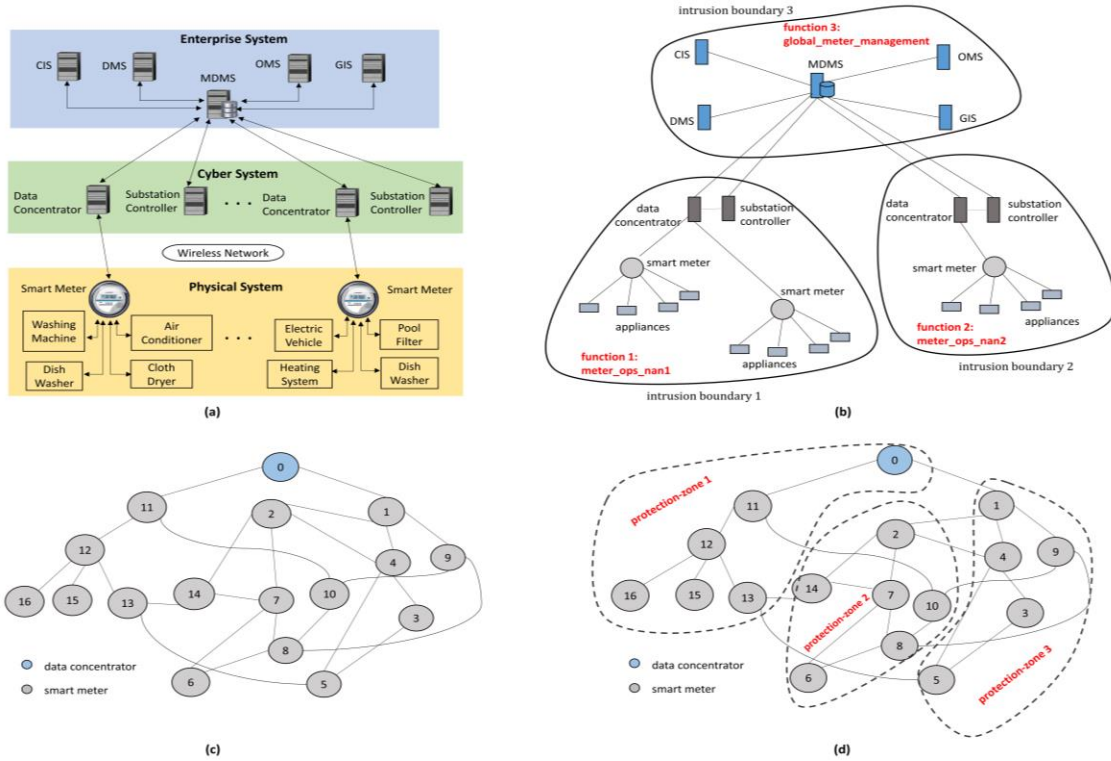 Enterprise System
CIS
DMS
OMS
GIS
MDMS
Cyber System
Data
Concentrator
Substation
Controller
. . .
Data
Concentrator
Substation
Controller
Wireless Network
Smart Meter
Physical System
Smart Meter
Washing
Machine
Air
Conditioner
. . .
Electric
Vehicle
Pool
Filter
Dish
Washer
Cloth
Dryer
Heating
System
Dish
Washer
(a)
intrusion boundary 3
function 3:
global_meter_management
CIS
MDMS
OMS
DMS
GIS
data
concentrator
substation
controller
smart meter
smart meter
appliances
appliances
function 1:
meter_ops_nan1
intrusion boundary 1
data
concentrator
substation
controller
smart meter
appliances
function 2:
meter_ops_nan2
intrusion boundary 2
(b)
0
11
2
1
12
4
9
16
15
13
14
7
10
3
8
6
5
data concentrator
smart meter
(c)
0
protection-zone 1
11
1
2
12
4
9
16
15
13
14
7
10
3
protection-zone 2
8
6
5
protection-zone 3
data concentrator
smart meter
(d)